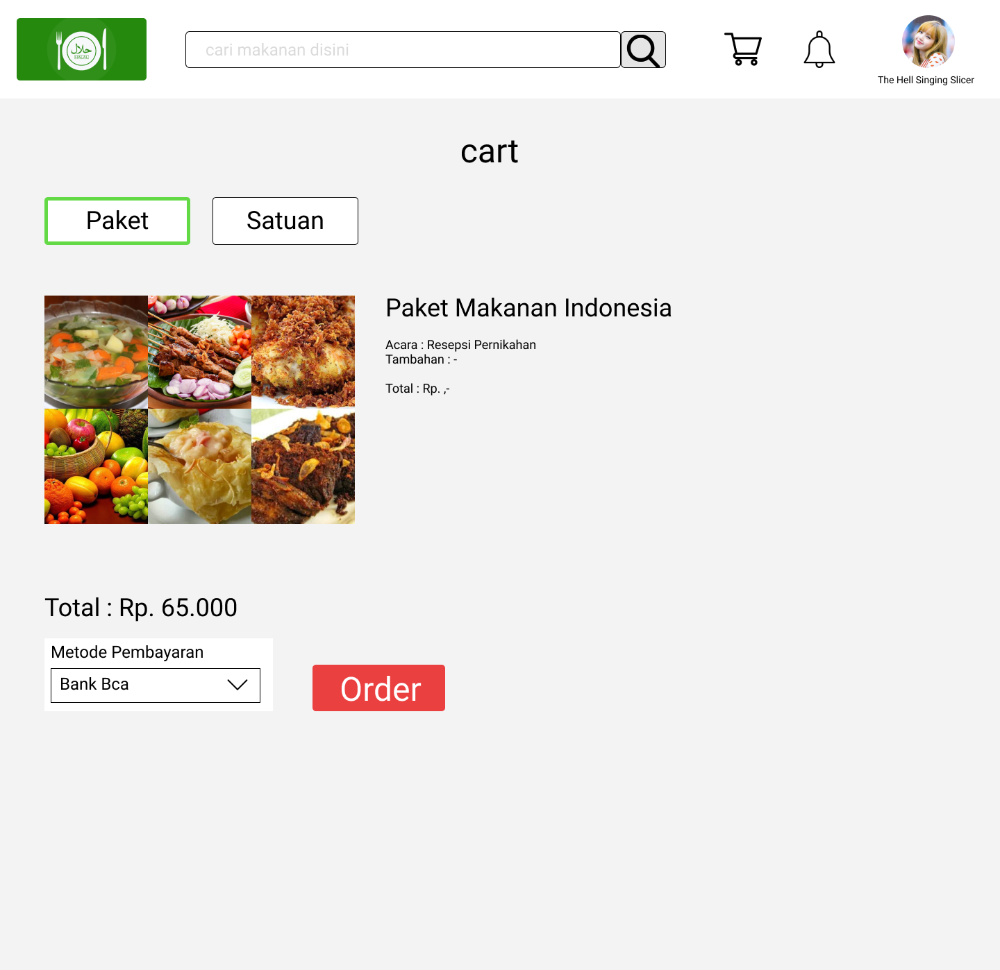 حلال
HALAL
cari makanan disini
The Hell Singing Slicer
cart
Paket
Satuan
Paket Makanan Indonesia
Acara : Resepsi Pernikahan
Tambahan : -
Total : Rp. ,-
Total : Rp. 65.000
Metode Pembayaran
Bank Bca
Order